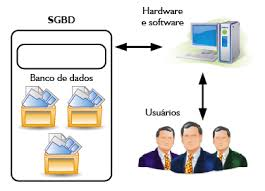 SGBD
Hardware
e software
Banco de dados
Usuários